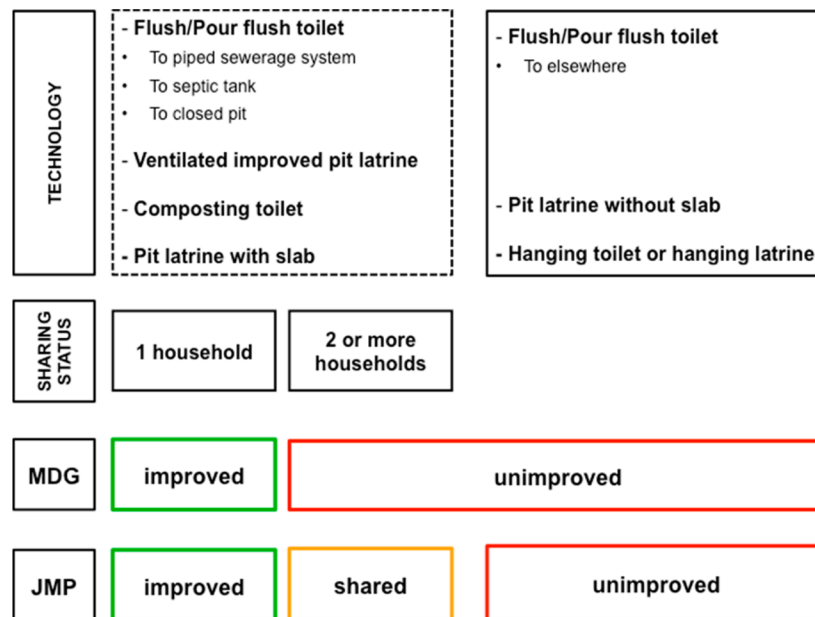 TECHNOLOGY
- Flush/Pour flush toilet
• To piped sewerage system
• To septic tank
• To closed pit
- Ventilated improved pit latrine
- Composting toilet
- Pit latrine with slab
- Flush/Pour flush toilet
• To elsewhere
- Pit latrine without slab
- Hanging toilet or hanging latrine
SHARING
STATUS
1 household
2 or more
households
MDG
improved
unimproved
JMP
improved
shared
unimproved